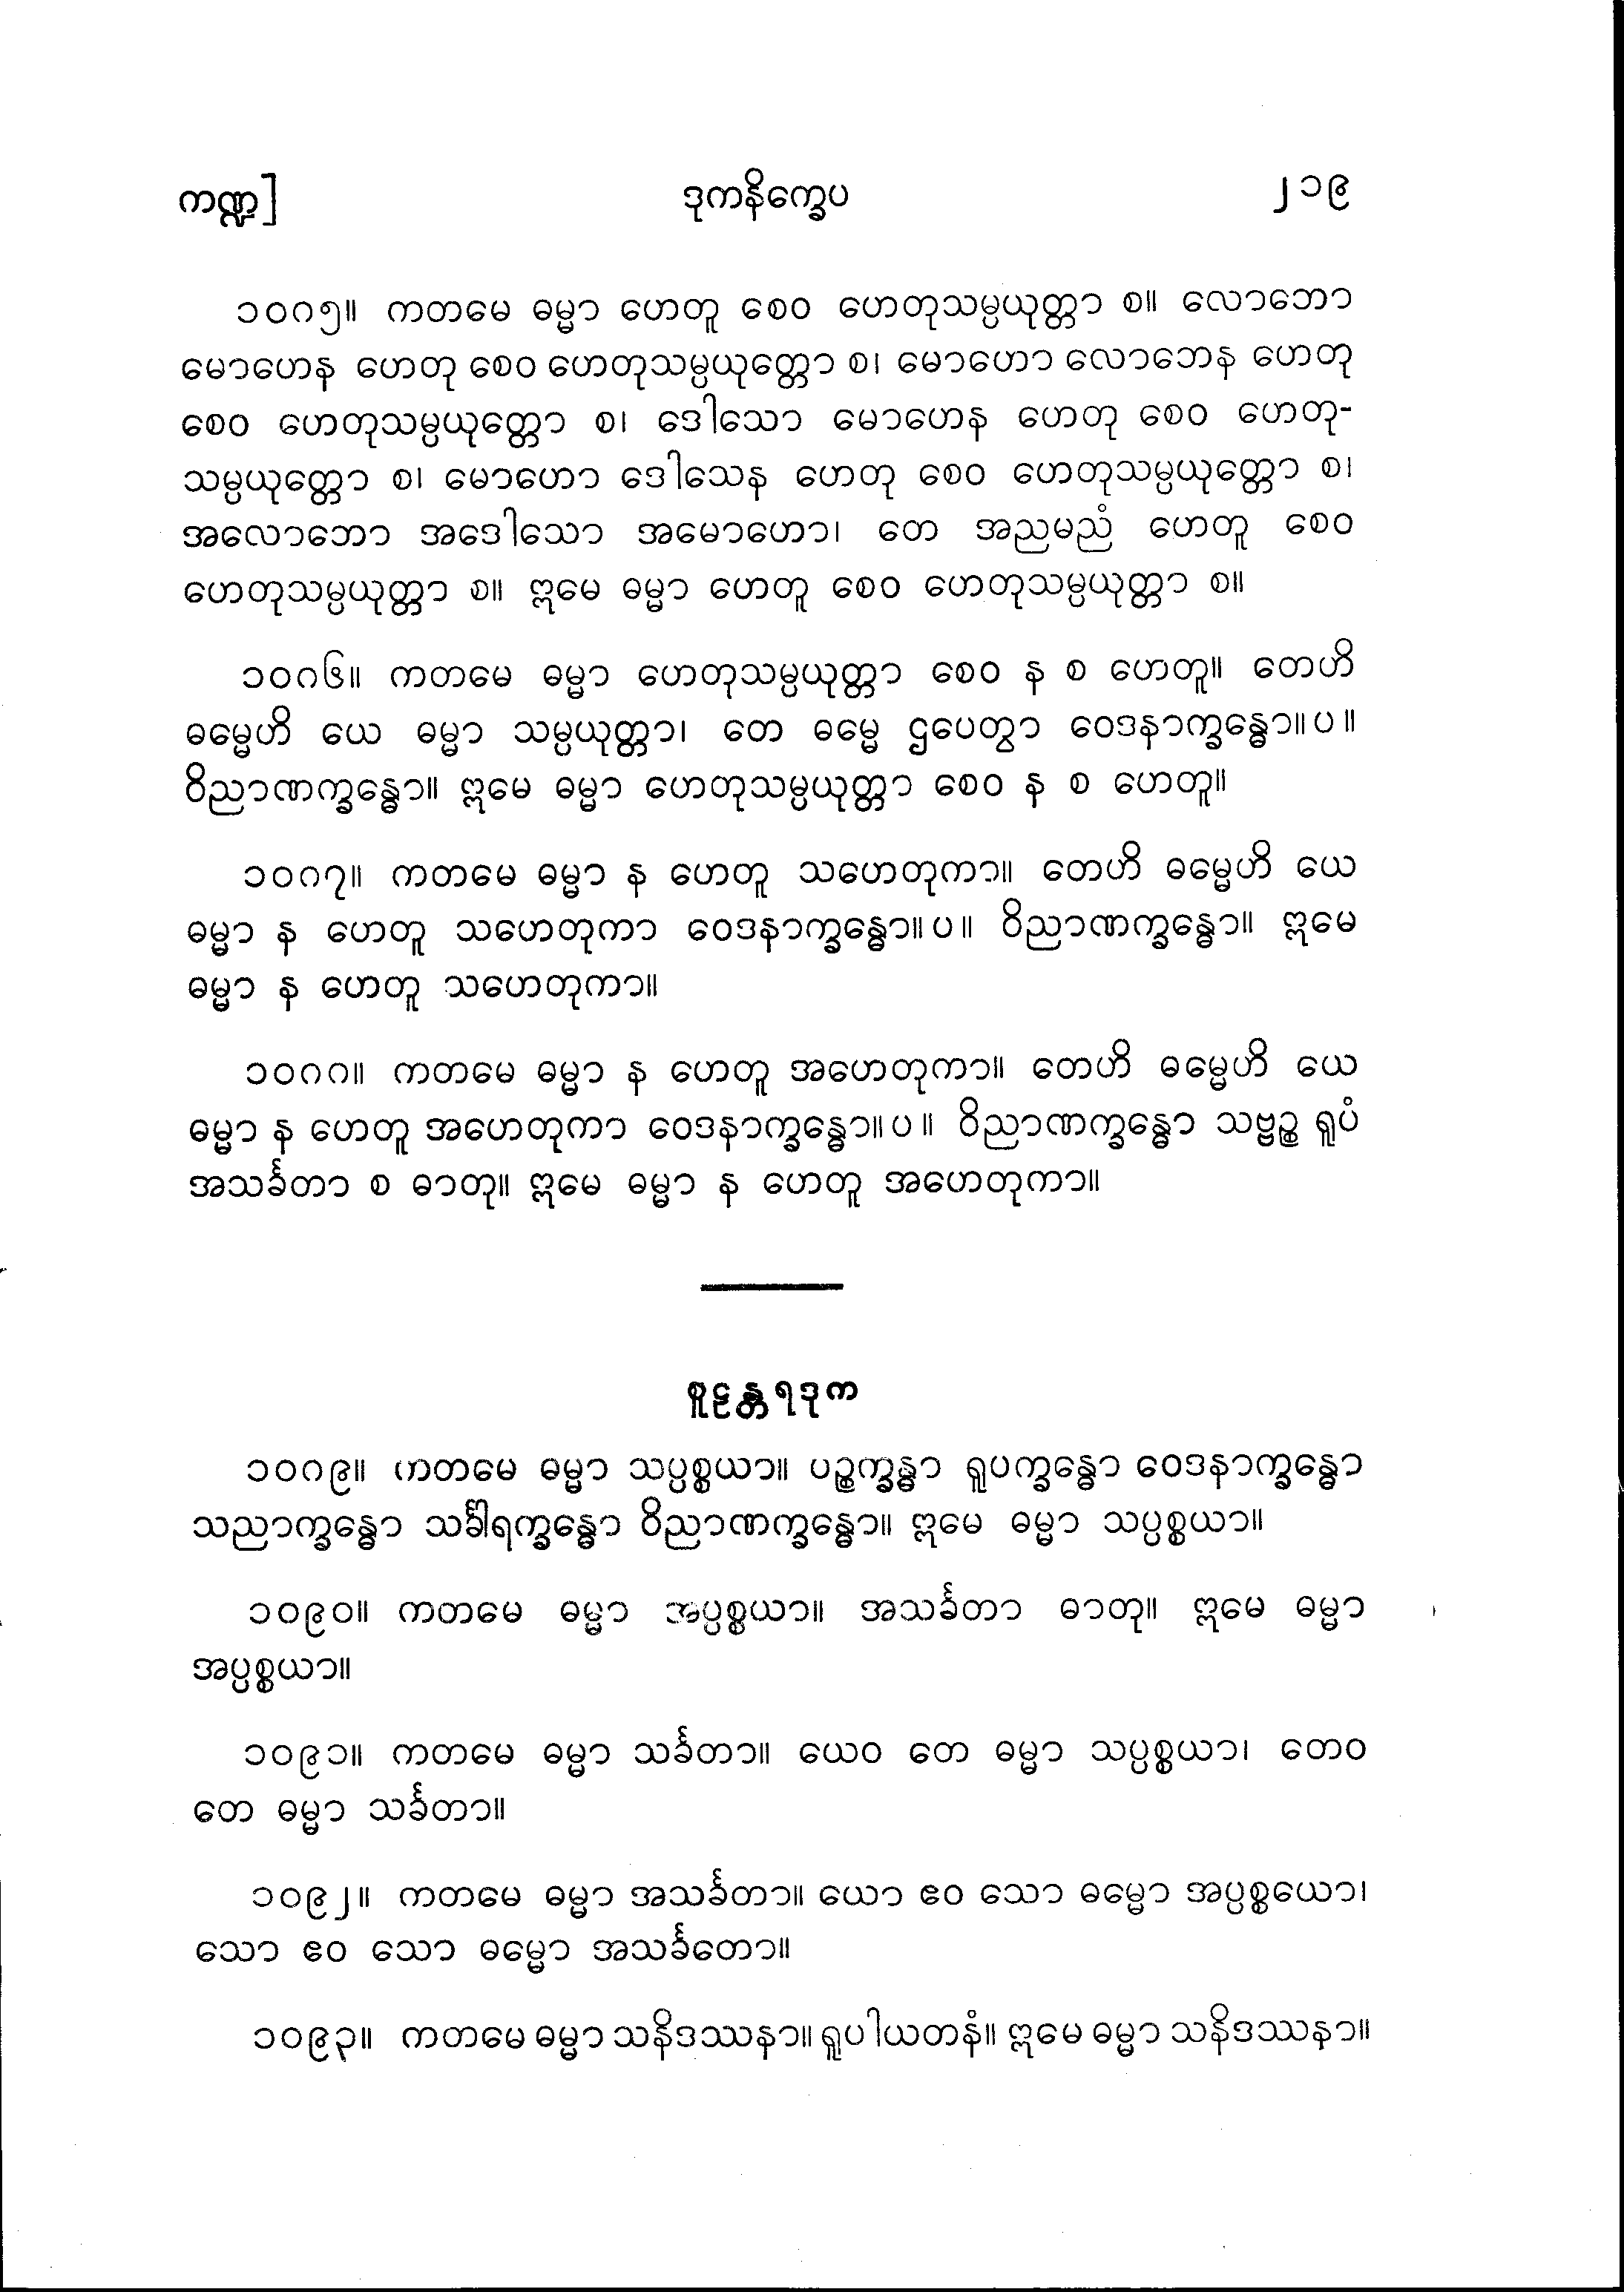 ကဏ္ဍ] ဒုကနိက္ခေပ ၂၁၉
၁၀၈၅။ ကတမေ ဓမ္မာ ဟေတူ စေဝ ဟေတုသမ္ပယုတ္တာ စ။ လောဘော
မောဟေန ဟေတု စေဝ ဟေတုသမ္ပယုတ္တော စ၊ မောဟော လောဘေန ဟေတု
စေဝ ဟေတုသမ္ပယုတ္တော စ၊ ဒေါသော မောဟေန ဟေတု စေဝ ဟေတု-
သမ္ပယုတ္တော စ၊ မောဟော ဒေါသေန ဟေတု စေဝ ဟေတုသမ္ပယုတ္တော စ၊
အလောဘော အဒေါသော အမောဟော၊ တေ အညမညံ ဟေတူ စေဝ
ဟေတုသမ္ပယုတ္တာ စ။ ဣမေ ဓမ္မာ ဟေတူ စေဝ ဟေတုသမ္ပယုတ္တာ စ။
၁၀၈၆။ ကတမေ ဓမ္မာ ဟေတုသမ္ပယုတ္တာ စေဝ န စ ဟေတူ။ တေဟိ
ဓမ္မေဟိ ယေ ဓမ္မာ သမ္ပယုတ္တာ၊ တေ ဓမ္မေ ဌပေတွာ ဝေဒနာက္ခန္ဓော။ပ။
ဝိညာဏက္ခန္ဓော။ ဣမေ ဓမ္မာ ဟေတုသမ္ပယုတ္တာ စေဝ န စ ဟေတူ။
၁၀၈၇။ ကတမေ ဓမ္မာ န ဟေတူ သဟေတုကာ။ တေဟိ ဓမ္မေဟိ ယေ
ဓမ္မာ န ဟေတူ သဟေတုကာ ဝေဒနာက္ခန္ဓော။ပ။ ဝိညာဏက္ခန္ဓော။ ဣမေ
ဓမ္မာ န ဟေတူ သဟေတုကာ။
၁၀၈၈။ ကတမေ ဓမ္မာ န ဟေတူ အဟေတုကာ။ တေဟိ ဓမ္မေဟိ ယေ
ဓမ္မာ န ဟေတူ အဟေတုကာ ဝေဒနာက္ခန္ဓော။ပ။ ဝိညာဏက္ခန္ဓော သဗ္ဗဉ္စ ရူပံ
အသင်္ခတာ စ ဓာတု။ ဣမေ ဓမ္မာ န ဟေတူ အဟေတုကာ။
စူဠန္တရဒုက
၁၀၈၉။ ကတမေ ဓမ္မာ သပ္ပစ္စယာ။ ပဉ္စက္ခန္ဓာ ရူပက္ခန္ဓော ဝေဒနာက္ခန္ဓော
သညာက္ခန္ဓော သင်္ခါရက္ခန္ဓော ဝိညာဏက္ခန္ဓော။ ဣမေ ဓမ္မာ သပ္ပစ္စယာ။
၁၀၉၀။ ကတမေ ဓမ္မာ အပ္ပစ္စယာ။ အသင်္ခတာ ဓာတု။ ဣမေ ဓမ္မာ
အပ္ပစ္စယာ။
၁၀၉၁။ ကတမေ ဓမ္မာ သင်္ခတာ။ ယေဝ တေ ဓမ္မာ သပ္ပစ္စယာ၊ တေဝ
တေ ဓမ္မာ သင်္ခတာ။
၁၀၉၂။ ကတမေ ဓမ္မာ အသင်္ခတာ။ ယော ဧဝ သော ဓမ္မော အပ္ပစ္စယော၊
သော ဧဝ သော ဓမ္မော အသင်္ခတော။
၁၀၉၃။ ကတမေ ဓမ္မာ သနိဒဿနာ။ ရူပါယတနံ။ ဣမေ ဓမ္မာ သနိဒဿနာ။